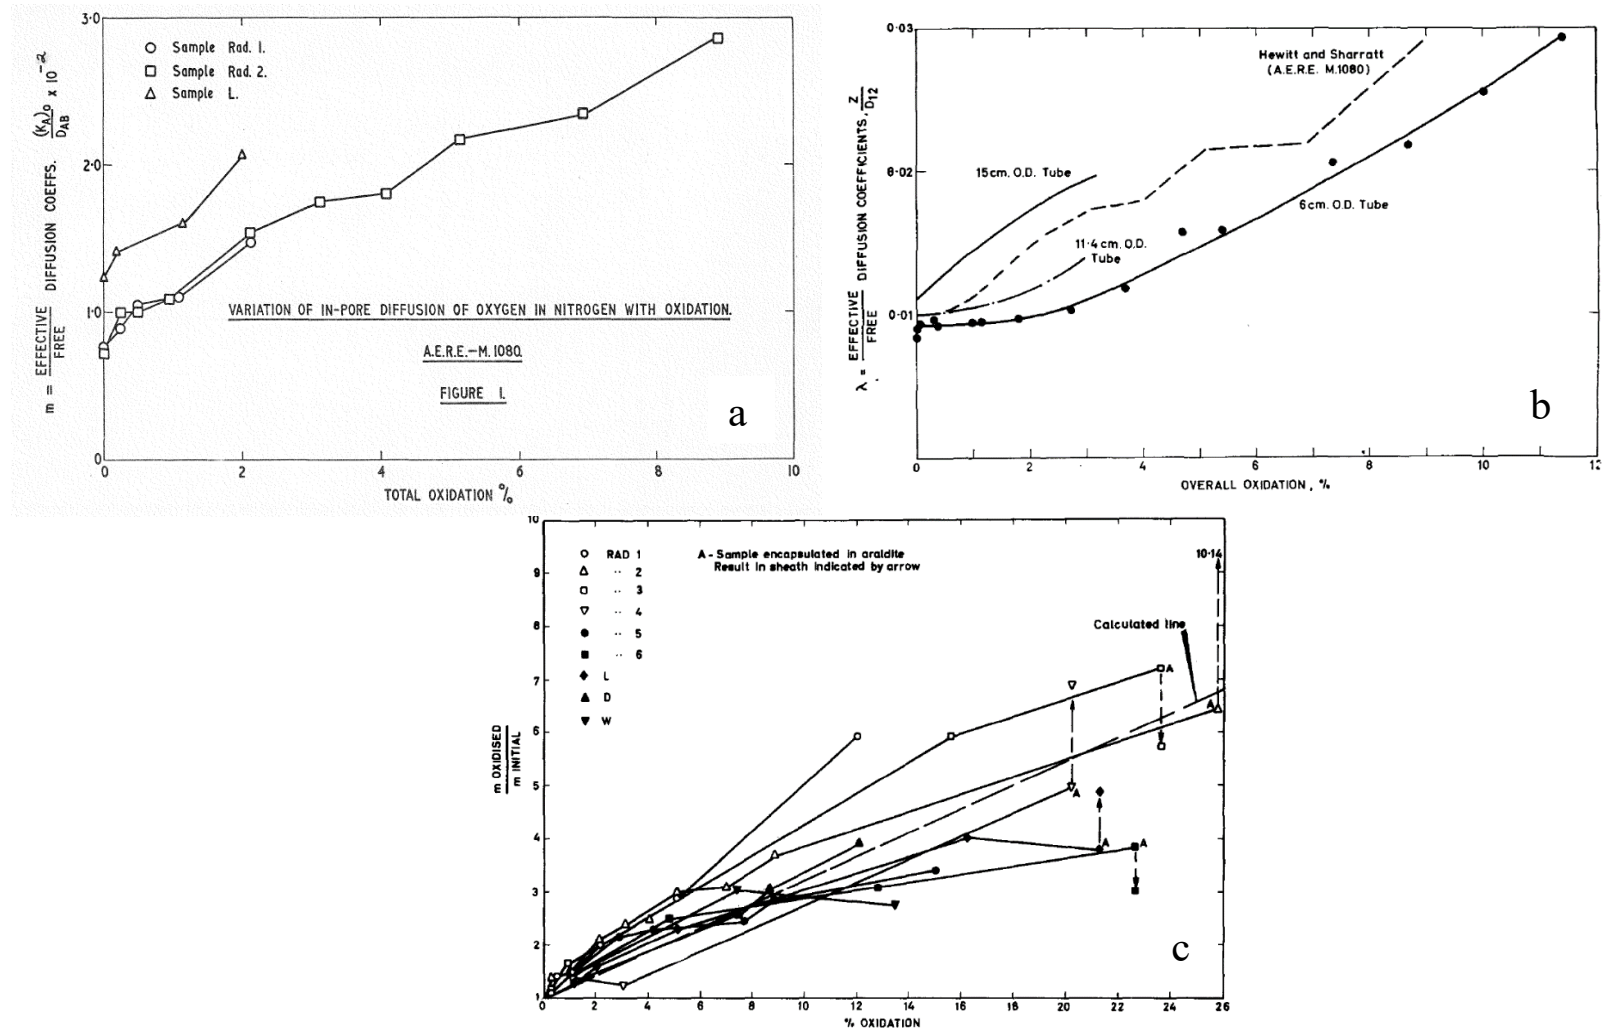 3·0
2·0
1·0
0
0
2
4
6
8
10
Sample Rad. 1.
Sample Rad. 2.
Sample L.
m = EFFECTIVE / FREE DIFFUSION COEFFS. (K_A)_0 / D_AB x 10^-2
VARIATION OF IN-PORE DIFFUSION OF OXYGEN IN NITROGEN WITH OXIDATION.
A.E.R.E.-M.1080.
FIGURE 1.
TOTAL OXIDATION %
a
0·03
0·02
0·01
0
2
4
6
8
10
Hewitt and Sharratt
(A.E.R.E. M.1080)
15cm. O.D. Tube
6cm. O.D. Tube
11·4cm. O.D.
Tube
λ = EFFECTIVE / FREE DIFFUSION COEFFICIENTS, Z / D12
OVERALL OXIDATION, %
b
10
9
8
7
6
5
4
3
2
1
0
2
4
6
8
10
12
14
16
18
20
22
24
26
RAD 1
·· 2
·· 3
·· 4
·· 5
·· 6
L
D
W
A - Sample encapsulated in araldite
Result in sheath indicated by arrow
10·14
Calculated line
A
A
A
A
A
m OXIDISED
m INITIAL
% OXIDATION
c